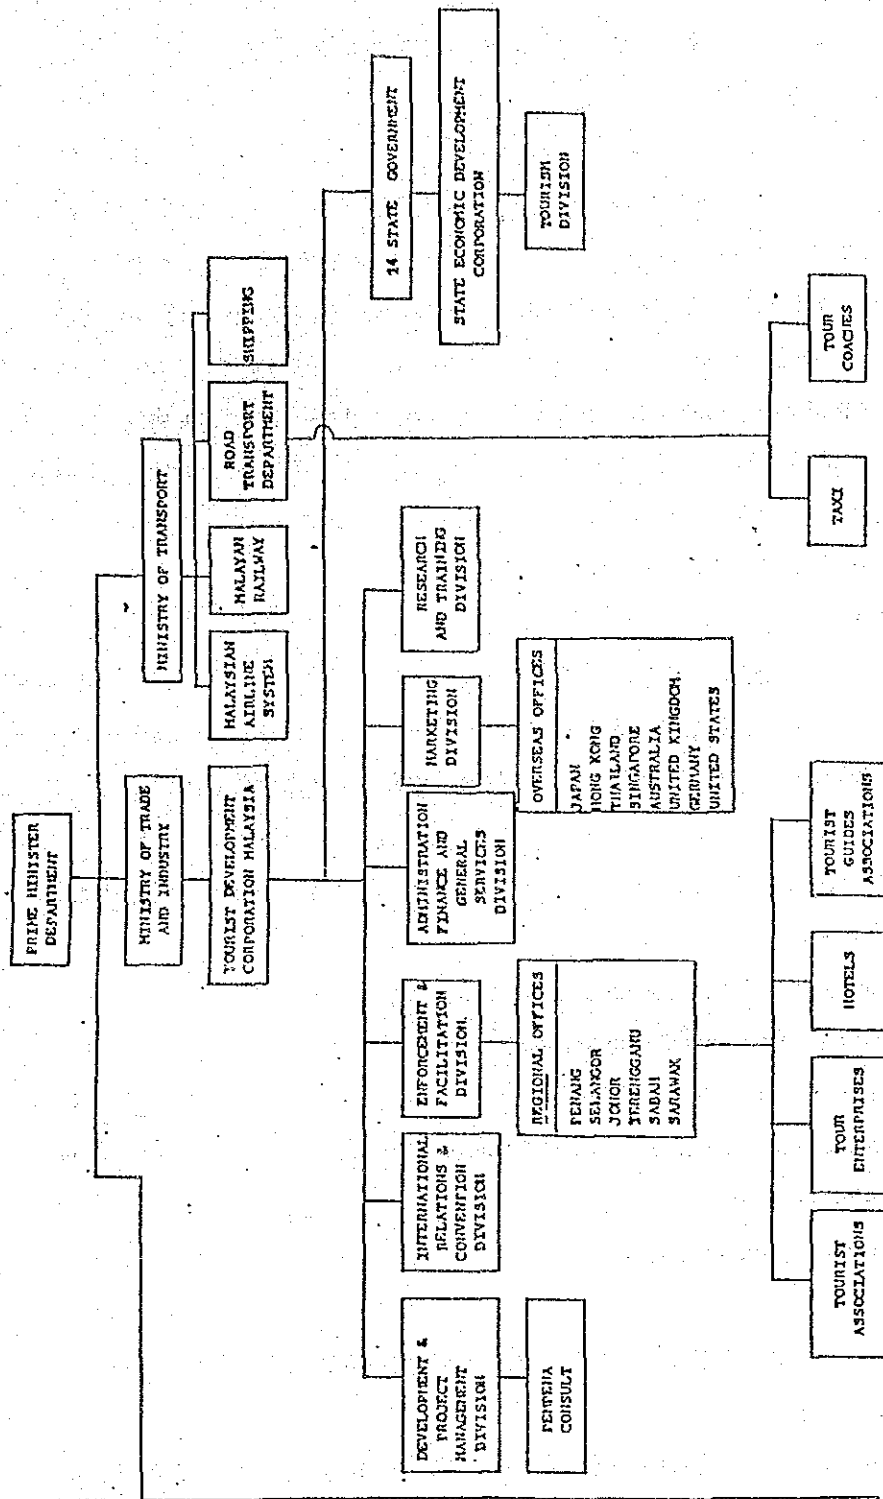 PRIME MINISTER
DEPARTMENT
MINISTRY OF TRADE
AND INDUSTRY
MINISTRY OF TRANSPORT
TOURIST DEVELOPMENT
CORPORATION MALAYSIA
MALAYSIAN
AIRLINE
SYSTEM
MALAYAN
RAILWAY
ROAD
TRANSPORT
DEPARTMENT
SHIPPING
14 STATE GOVERNMENT
STATE ECONOMIC DEVELOPMENT
CORPORATION
TOURISM
DIVISION
DEVELOPMENT &
PROJECT
MANAGEMENT
DIVISION
INTERNATIONAL
RELATIONS &
CONVENTION
DIVISION
ENFORCEMENT &
FACILITATION
DIVISION.
ADMINISTRATION
FINANCE AND
GENERAL
SERVICES
DIVISION
MARKETING
DIVISION
RESEARCH
AND TRAINING
DIVISION
PEMPENA
CONSULT
REGIONAL OFFICES
PENANG
SELANGOR
JOHOR
TERENGGANU
SABAH
SARAWAK
OVERSEAS OFFICES
JAPAN
HONG KONG
THAILAND
SINGAPORE
AUSTRALIA
UNITED KINGDOM.
GERMANY
UNITED STATES
TOURIST
ASSOCIATIONS
TOUR
ENTERPRISES
HOTELS
TOURIST
GUIDES
ASSOCIATIONS
TAXI
TOUR
COACHES